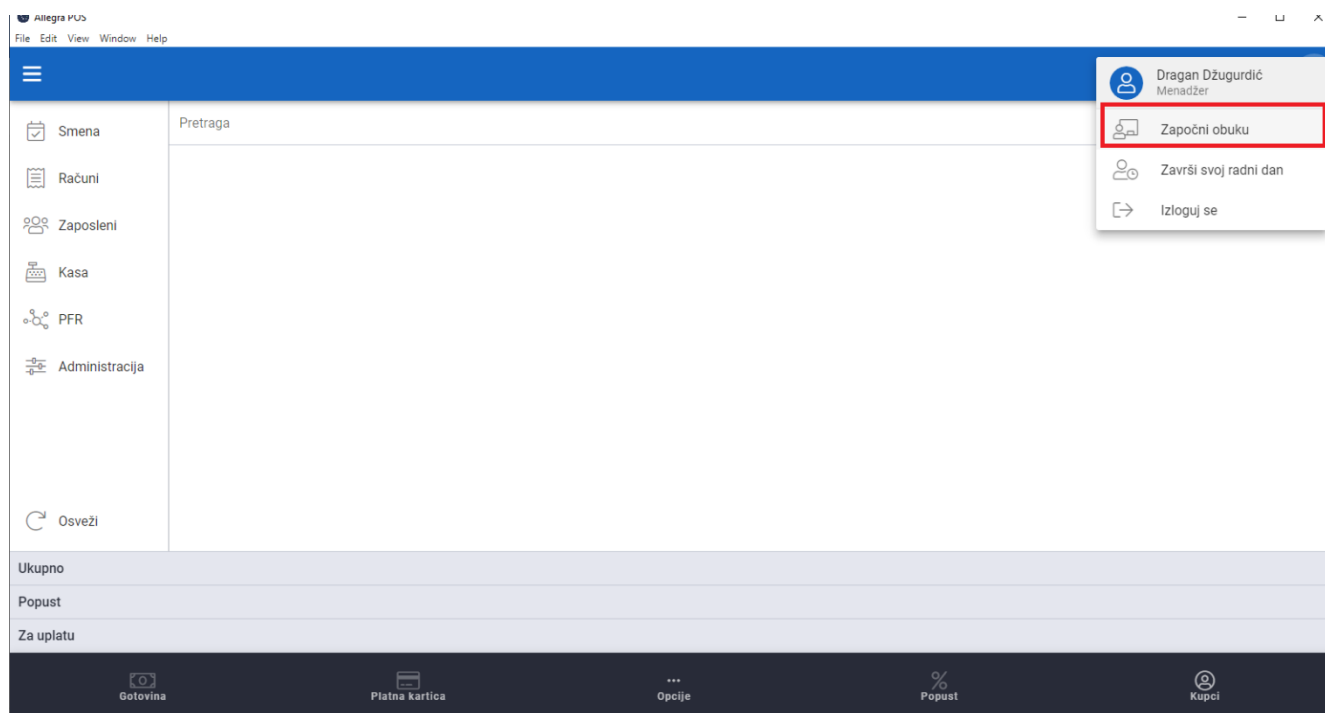 Allegra POS
File Edit View Window Help
Dragan Džugurdić
Menadžer
Započni obuku
Završi svoj radni dan
Izloguj se
Smena
Računi
Zaposleni
Kasa
PFR
Administracija
Osveži
Pretraga
Ukupno
Popust
Za uplatu
Gotovina
Platna kartica
Opcije
Popust
Kupci